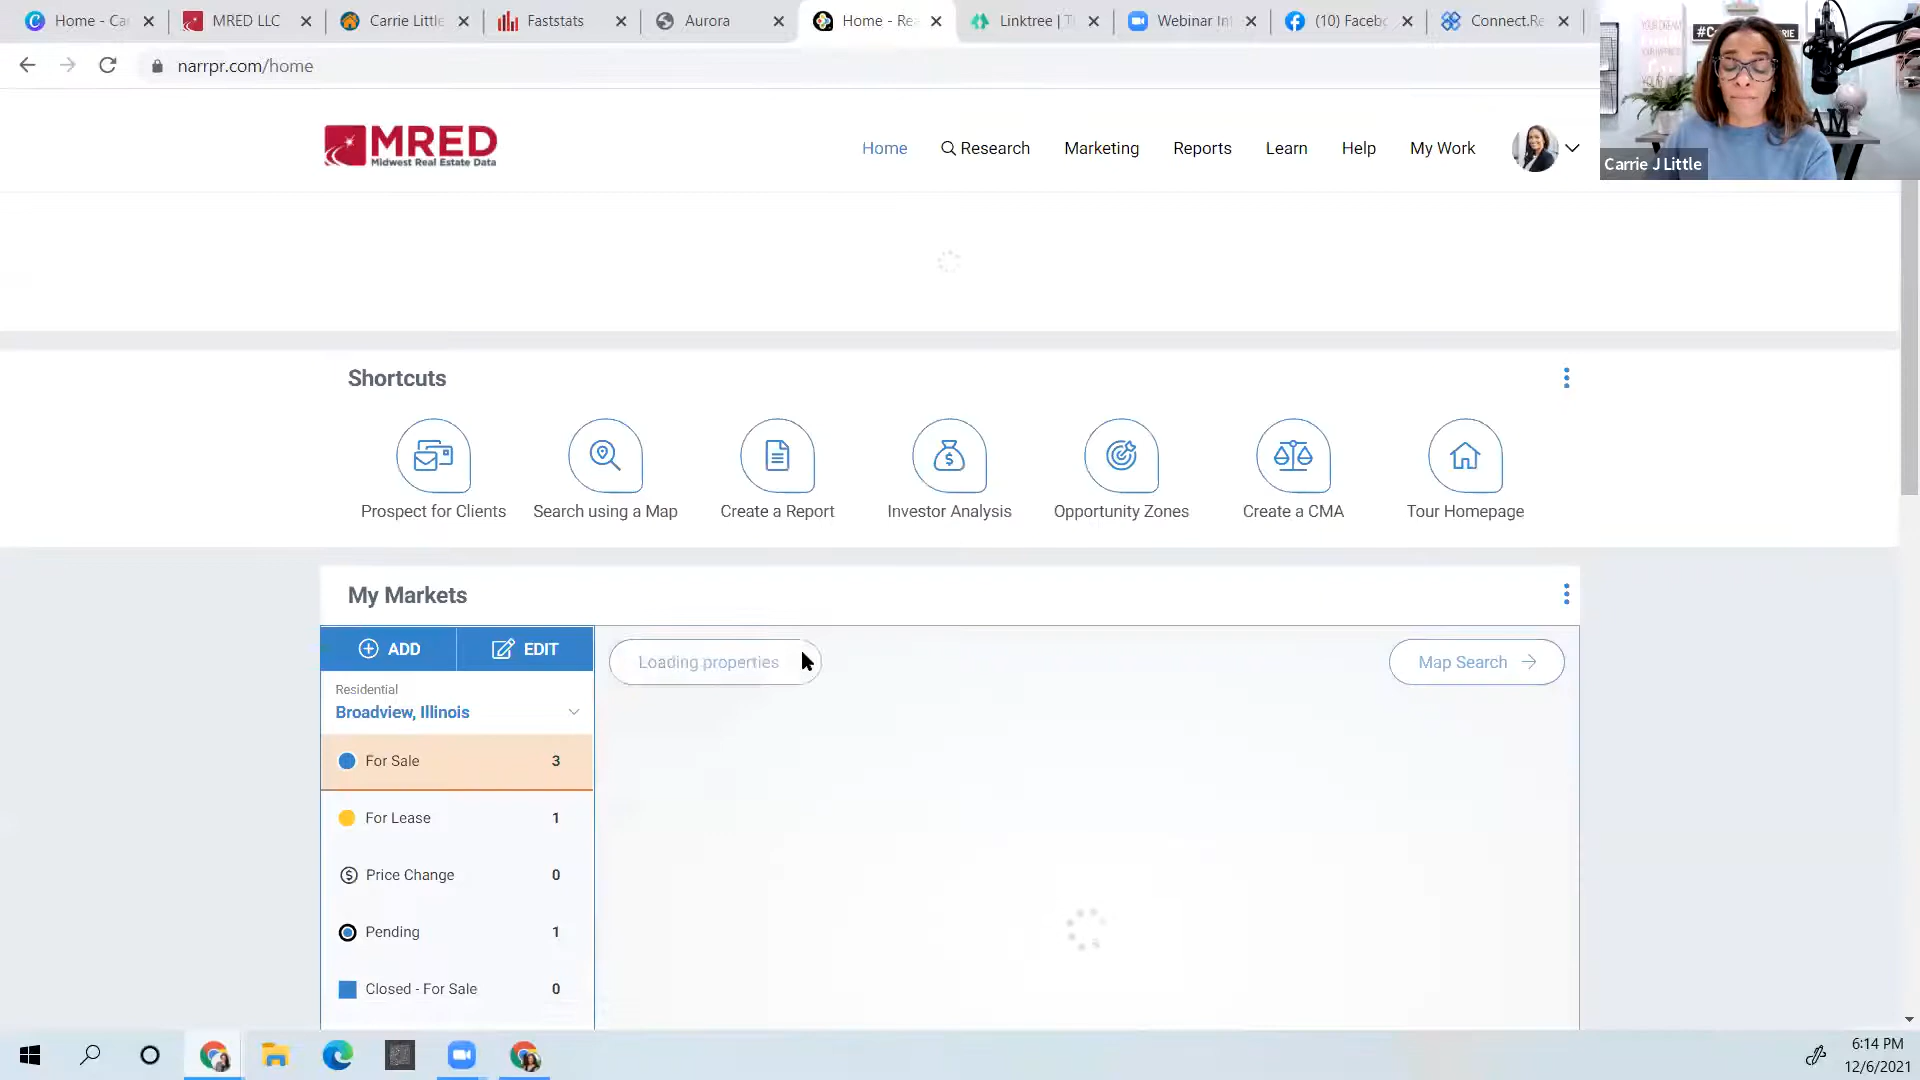 Home - Ca
MRED LLC
Carrie Little
Faststats
Aurora
Home - Re
Linktree | T
Webinar In
(10) Faceb
Connect.Re
narrpr.com/home
MRED
Midwest Real Estate Data
Home
Research
Marketing
Reports
Learn
Help
My Work
Carrie J Little
Shortcuts
Prospect for Clients
Search using a Map
Create a Report
Investor Analysis
Opportunity Zones
Create a CMA
Tour Homepage
My Markets
ADD
EDIT
Loading properties
Map Search
Residential
Broadview, Illinois
For Sale 3
For Lease 1
Price Change 0
Pending 1
Closed - For Sale 0
6:14 PM
12/6/2021